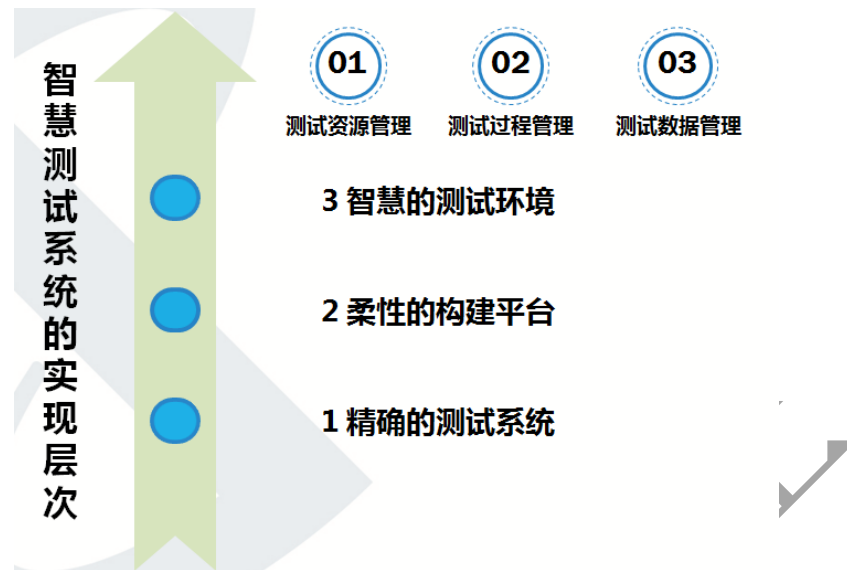 智慧测试系统的实现层次
01
02
03
测试资源管理
测试过程管理
测试数据管理
3 智慧的测试环境
2 柔性的构建平台
1 精确的测试系统